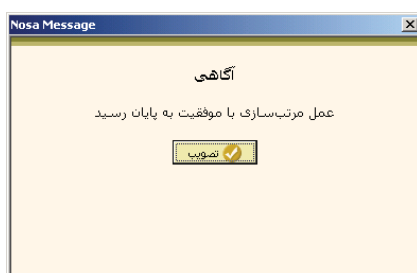 Nosa Message
آگاهی
عمل مرتب‌سازی با موفقیت به پایان رسید
تصویب